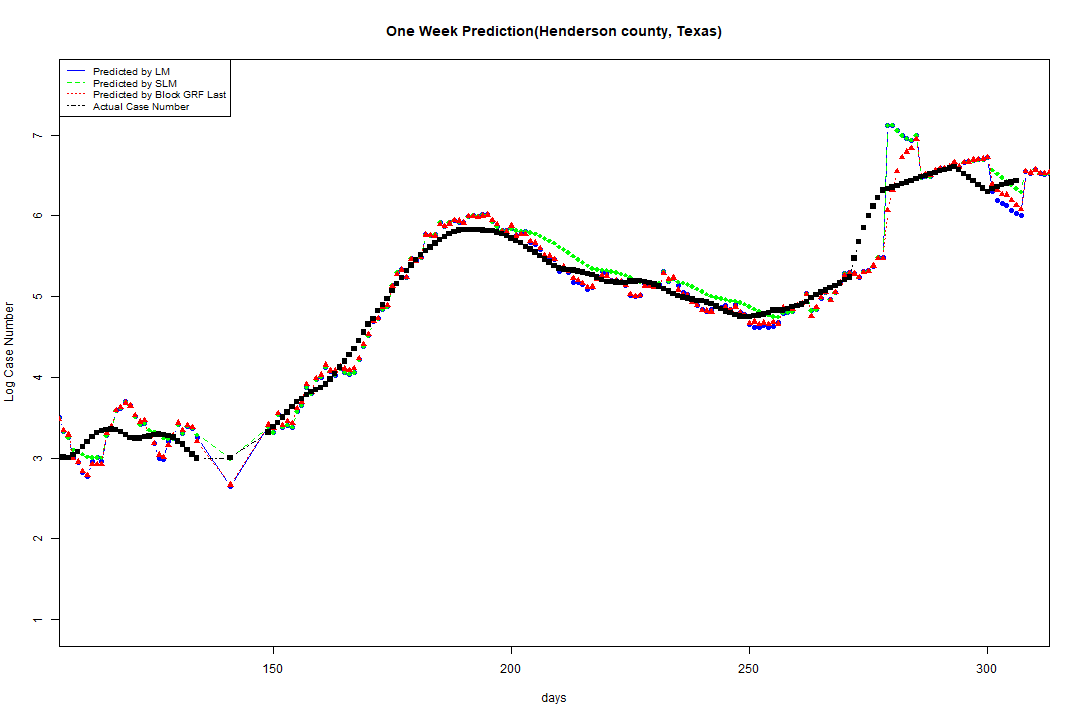 One Week Prediction(Henderson county, Texas)
Predicted by LM
Predicted by SLM
Predicted by Block GRF Last
Actual Case Number
7
6
5
4
3
2
1
Log Case Number
150 200 250 300
days